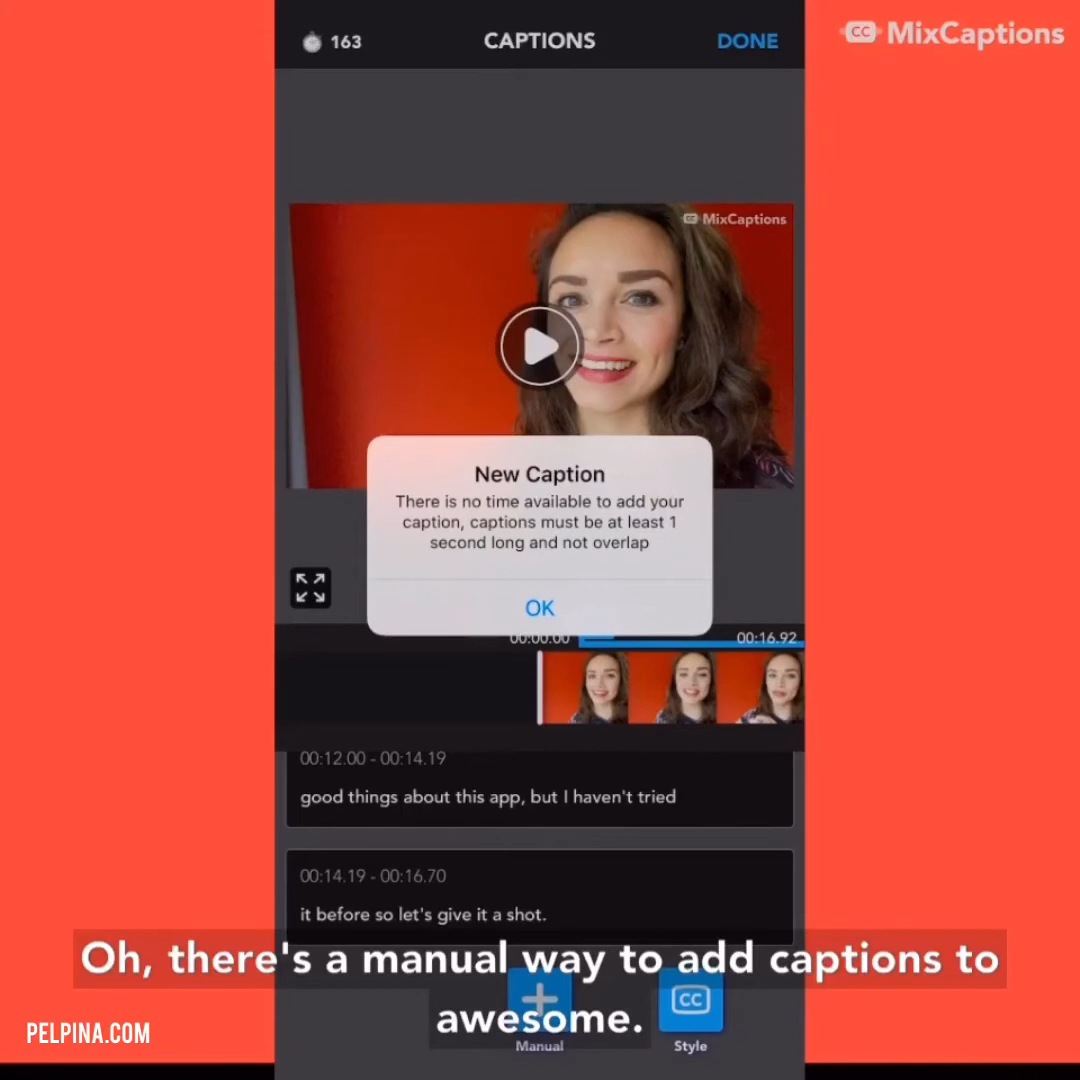 163
CAPTIONS
DONE
CC MixCaptions
CC MixCaptions
New Caption
There is no time available to add your
caption, captions must be at least 1
second long and not overlap
OK
00:00.00
00:16.92
00:12.00 - 00:14.19
good things about this app, but I haven't tried
00:14.19 - 00:16.70
it before so let's give it a shot.
Oh, there's a manual way to add captions to
awesome.
CC
Manual
Style
PELPINA.COM